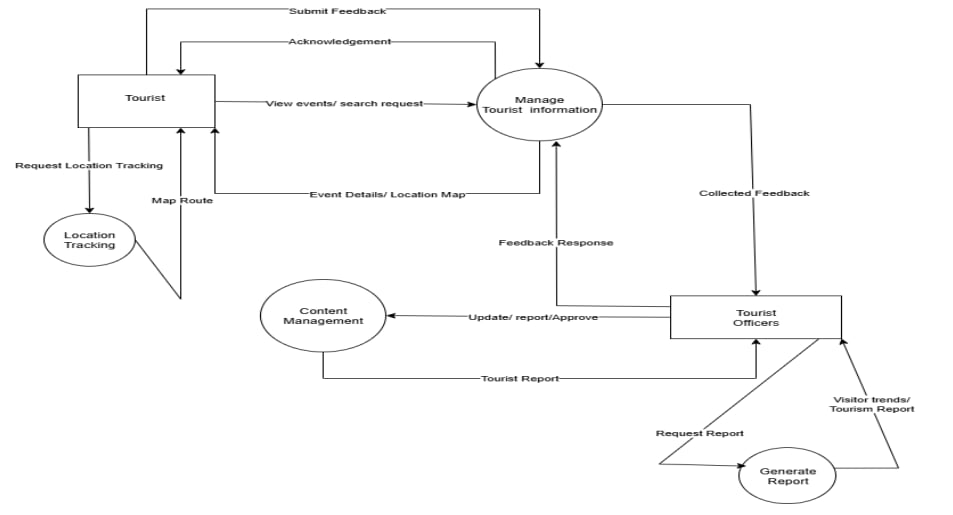 Submit Feedback
Acknowledgement
Tourist
Manage
Tourist information
View events/ search request
Request Location Tracking
Map Route
Event Details/ Location Map
Collected Feedback
Location
Tracking
Feedback Response
Content
Management
Update/ report/Approve
Tourist
Officers
Tourist Report
Visitor trends/
Tourism Report
Request Report
Generate
Report